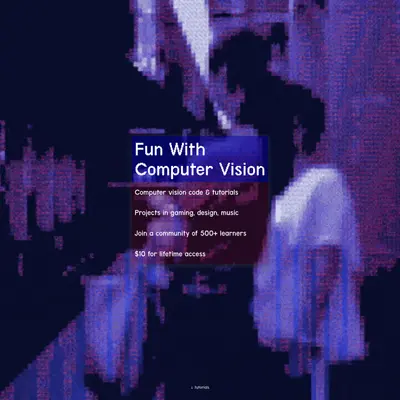 Fun With
Computer Vision
Computer vision code & tutorials
Projects in gaming, design, music
Join a community of 500+ learners
$10 for lifetime access
↓ tutorials